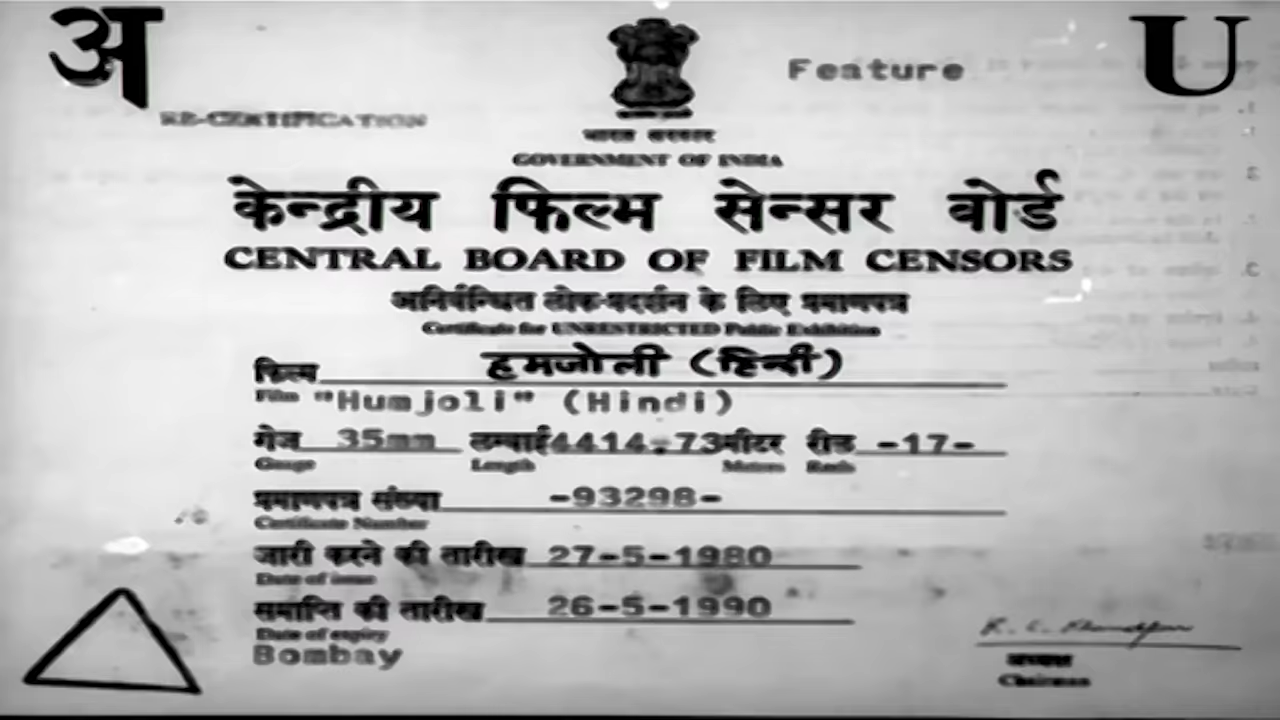 अ U
Feature
RE-CERTIFICATION
भारत सरकार
GOVERNMENT OF INDIA
केन्द्रीय फिल्म सेन्सर बोर्ड
CENTRAL BOARD OF FILM CENSORS
अनिर्बन्धित लोक-प्रदर्शन के लिए प्रमाणपत्र
Certificate for UNRESTRICTED Public Exhibition
फ़िल्म हमजोली (हिन्दी)
Film "Humjoli" (Hindi)
गेज 35mm लम्बाई 4414.73 मीटर रील -17-
Gauge Length Meters Reels
प्रमाणपत्र संख्या -93298-
Certificate Number
जारी करने की तारीख 27-5-1980
Date of issue
समाप्ति की तारीख 26-5-1990
Date of expiry
Bombay
अध्यक्ष
Chairman